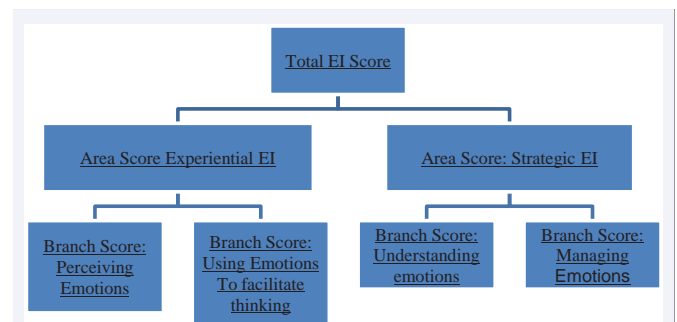 Total EI Score
Area Score Experiential EI
Area Score: Strategic EI
Branch Score:
Perceiving
Emotions
Branch Score:
Using Emotions
To facilitate
thinking
Branch Score:
Understanding
emotions
Branch Score:
Managing
Emotions